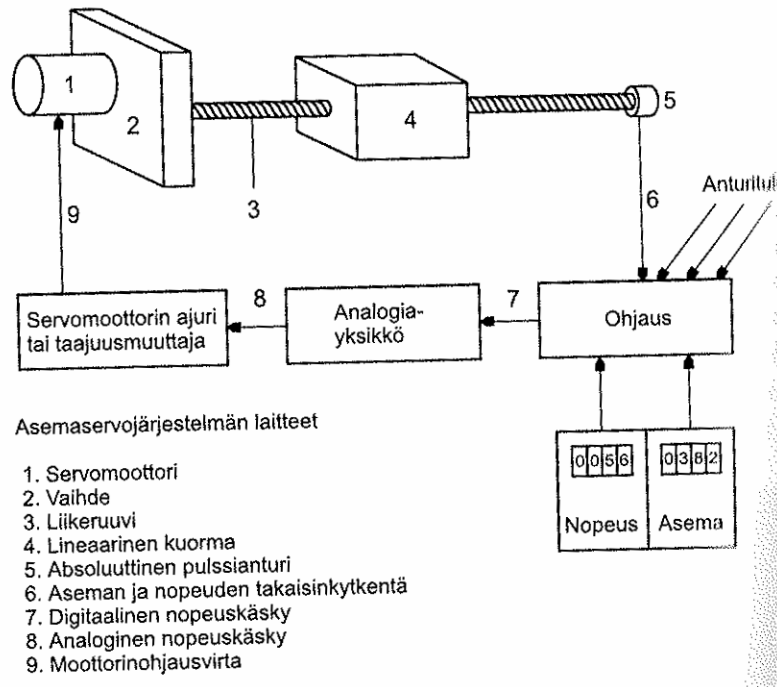 1
2
3
4
5
6
7
8
9
Servomoottorin ajuri
tai taajuusmuuttaja
Analogia-
yksikkö
Ohjaus
0056
Nopeus
0382
Asema
Asemaservojärjestelmän laitteet
1. Servomoottori
2. Vaihde
3. Liikeruuvi
4. Lineaarinen kuorma
5. Absoluuttinen pulssianturi
6. Aseman ja nopeuden takaisinkytkentä
7. Digitaalinen nopeuskäsky
8. Analoginen nopeuskäsky
9. Moottorinohjausvirta